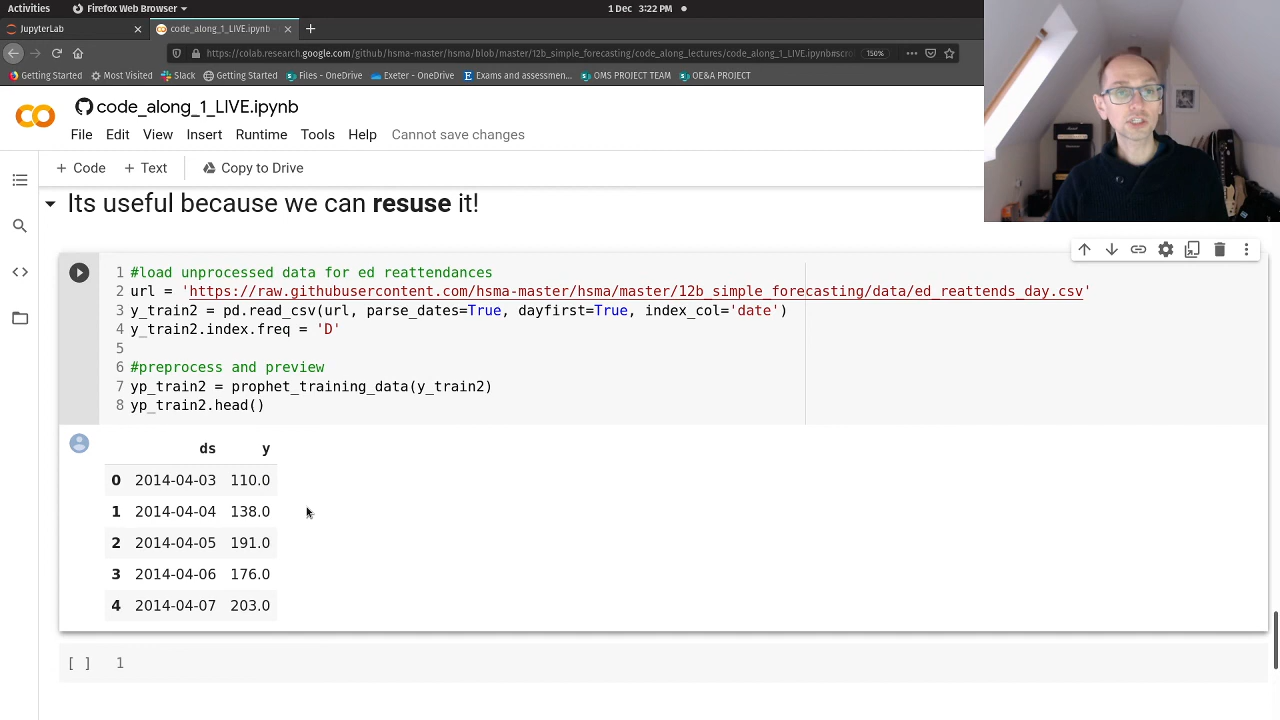 Activities Firefox Web Browser 1 Dec 3:22 PM
JupyterLab × code_along_1_LIVE.ipynb - × +
https://colab.research.google.com/github/hsma-master/hsma/blob/master/12b_simple_forecasting/code_along_lectures/code_along_1_LIVE.ipynb#scro 150%
Getting Started Most Visited Slack Getting Started Files - OneDrive Exeter - OneDrive Exams and assessmen... OMS PROJECT TEAM OE&A PROJECT
code_along_1_LIVE.ipynb
File Edit View Insert Runtime Tools Help Cannot save changes
+ Code + Text Copy to Drive
Its useful because we can resuse it!
1 #load unprocessed data for ed reattendances
2 url = 'https://raw.githubusercontent.com/hsma-master/hsma/master/12b_simple_forecasting/data/ed_reattends_day.csv'
3 y_train2 = pd.read_csv(url, parse_dates=True, dayfirst=True, index_col='date')
4 y_train2.index.freq = 'D'
5
6 #preprocess and preview
7 yp_train2 = prophet_training_data(y_train2)
8 yp_train2.head()
ds y
0 2014-04-03 110.0
1 2014-04-04 138.0
2 2014-04-05 191.0
3 2014-04-06 176.0
4 2014-04-07 203.0
[ ] 1